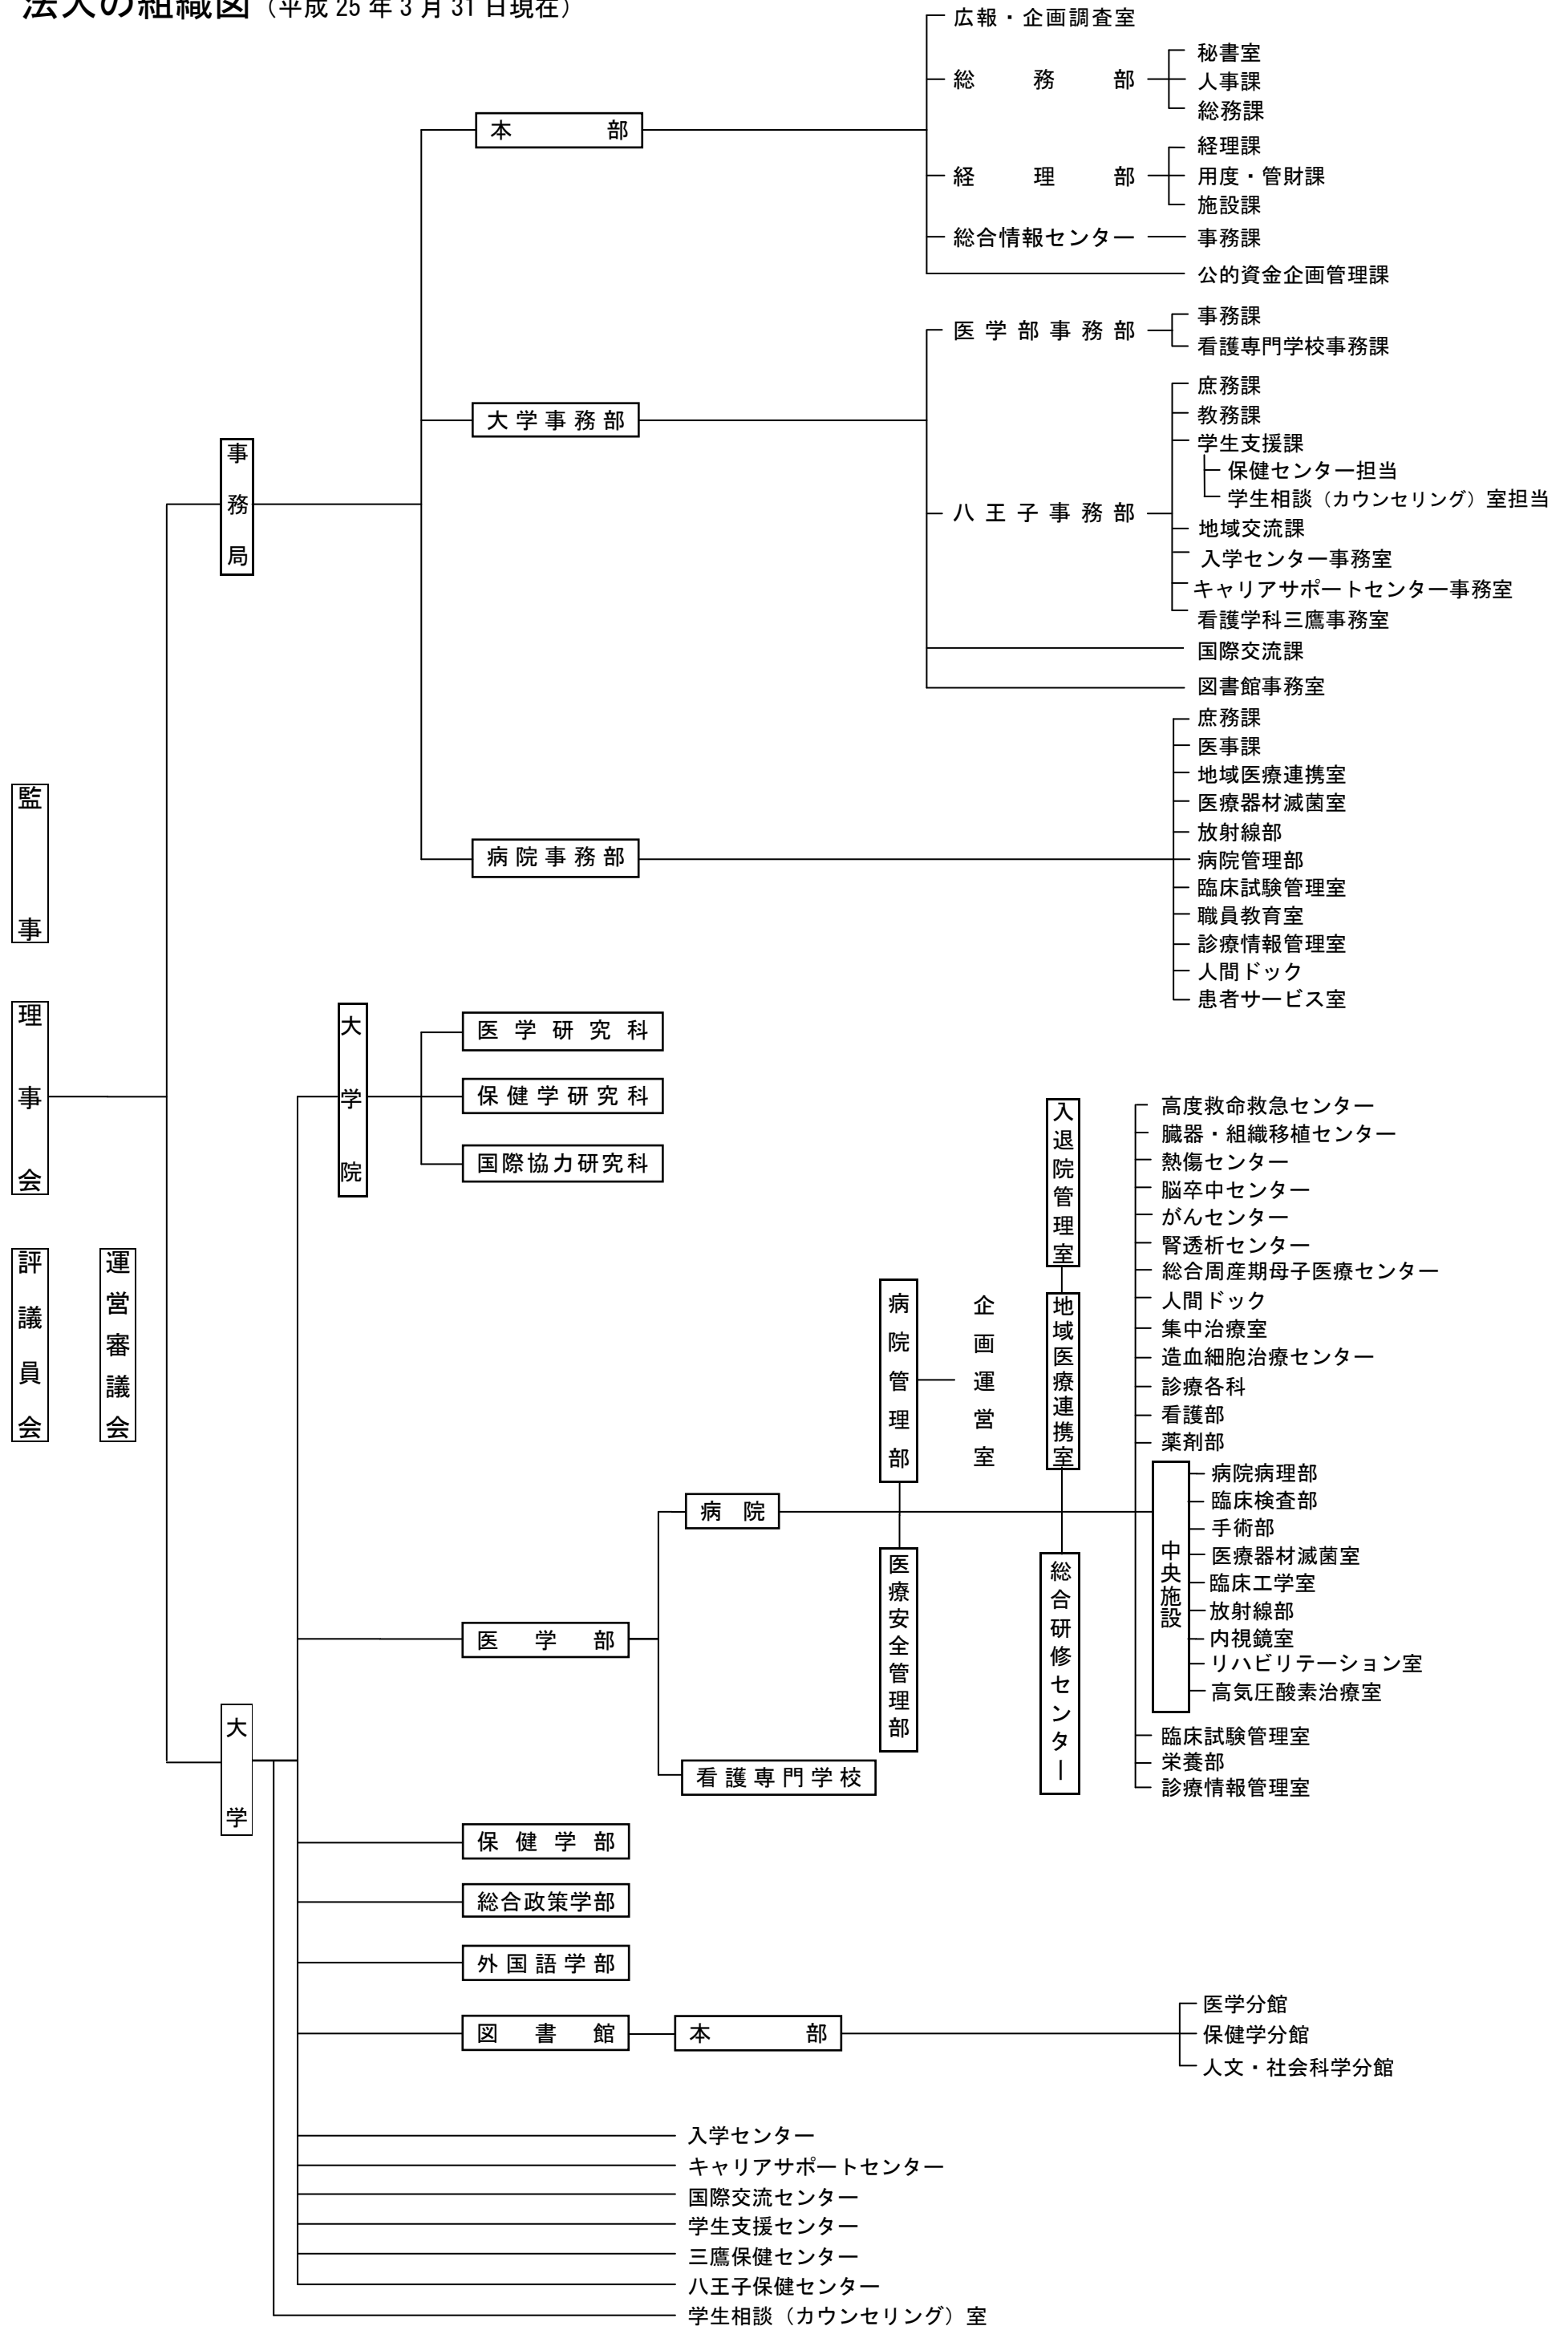 法人の組織図（平成 25 年 3 月 31 日現在）
広報・企画調査室
総務部
秘書室
人事課
総務課
本部
経理部
経理課
用度・管財課
施設課
総合情報センター
事務課
公的資金企画管理課
大学事務部
医学部事務部
事務課
看護専門学校事務課
八王子事務部
庶務課
教務課
学生支援課
保健センター担当
学生相談（カウンセリング）室担当
地域交流課
入学センター事務室
キャリアサポートセンター事務室
看護学科三鷹事務室
国際交流課
図書館事務室
事務局
病院事務部
庶務課
医事課
地域医療連携室
医療器材滅菌室
放射線部
病院管理部
臨床試験管理室
職員教育室
診療情報管理室
人間ドック
患者サービス室
監事
理事会
評議員会
運営審議会
大学院
医学研究科
保健学研究科
国際協力研究科
入退院管理室
地域医療連携室
病院管理部
企画運営室
医療安全管理部
総合研修センター
高度救命救急センター
臓器・組織移植センター
熱傷センター
脳卒中センター
がんセンター
腎透析センター
総合周産期母子医療センター
人間ドック
集中治療室
造血細胞治療センター
診療各科
看護部
薬剤部
中央施設
病院病理部
臨床検査部
手術部
医療器材滅菌室
臨床工学室
放射線部
内視鏡室
リハビリテーション室
高気圧酸素治療室
臨床試験管理室
栄養部
診療情報管理室
病院
医学部
看護専門学校
大学
保健学部
総合政策学部
外国語学部
図書館
本部
医学分館
保健学分館
人文・社会科学分館
入学センター
キャリアサポートセンター
国際交流センター
学生支援センター
三鷹保健センター
八王子保健センター
学生相談（カウンセリング）室